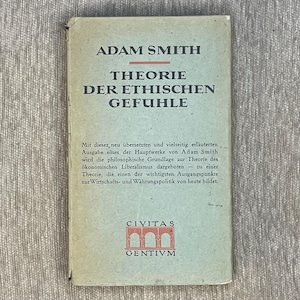 ADAM SMITH
THEORIE
DER ETHISCHEN
GEFÜHLE
Mit dieser neu übersetzten und vielseitig erläuterten
Ausgabe eines der Hauptwerke von Adam Smith
wird die philosophische Grundlage zur Theorie des
ökonomischen Liberalismus dargeboten — zu einer
Theorie, die einen der wichtigsten Ausgangspunkte
zur Wirtschafts- und Währungspolitik von heute bildet.
CIVITAS
GENTIVM